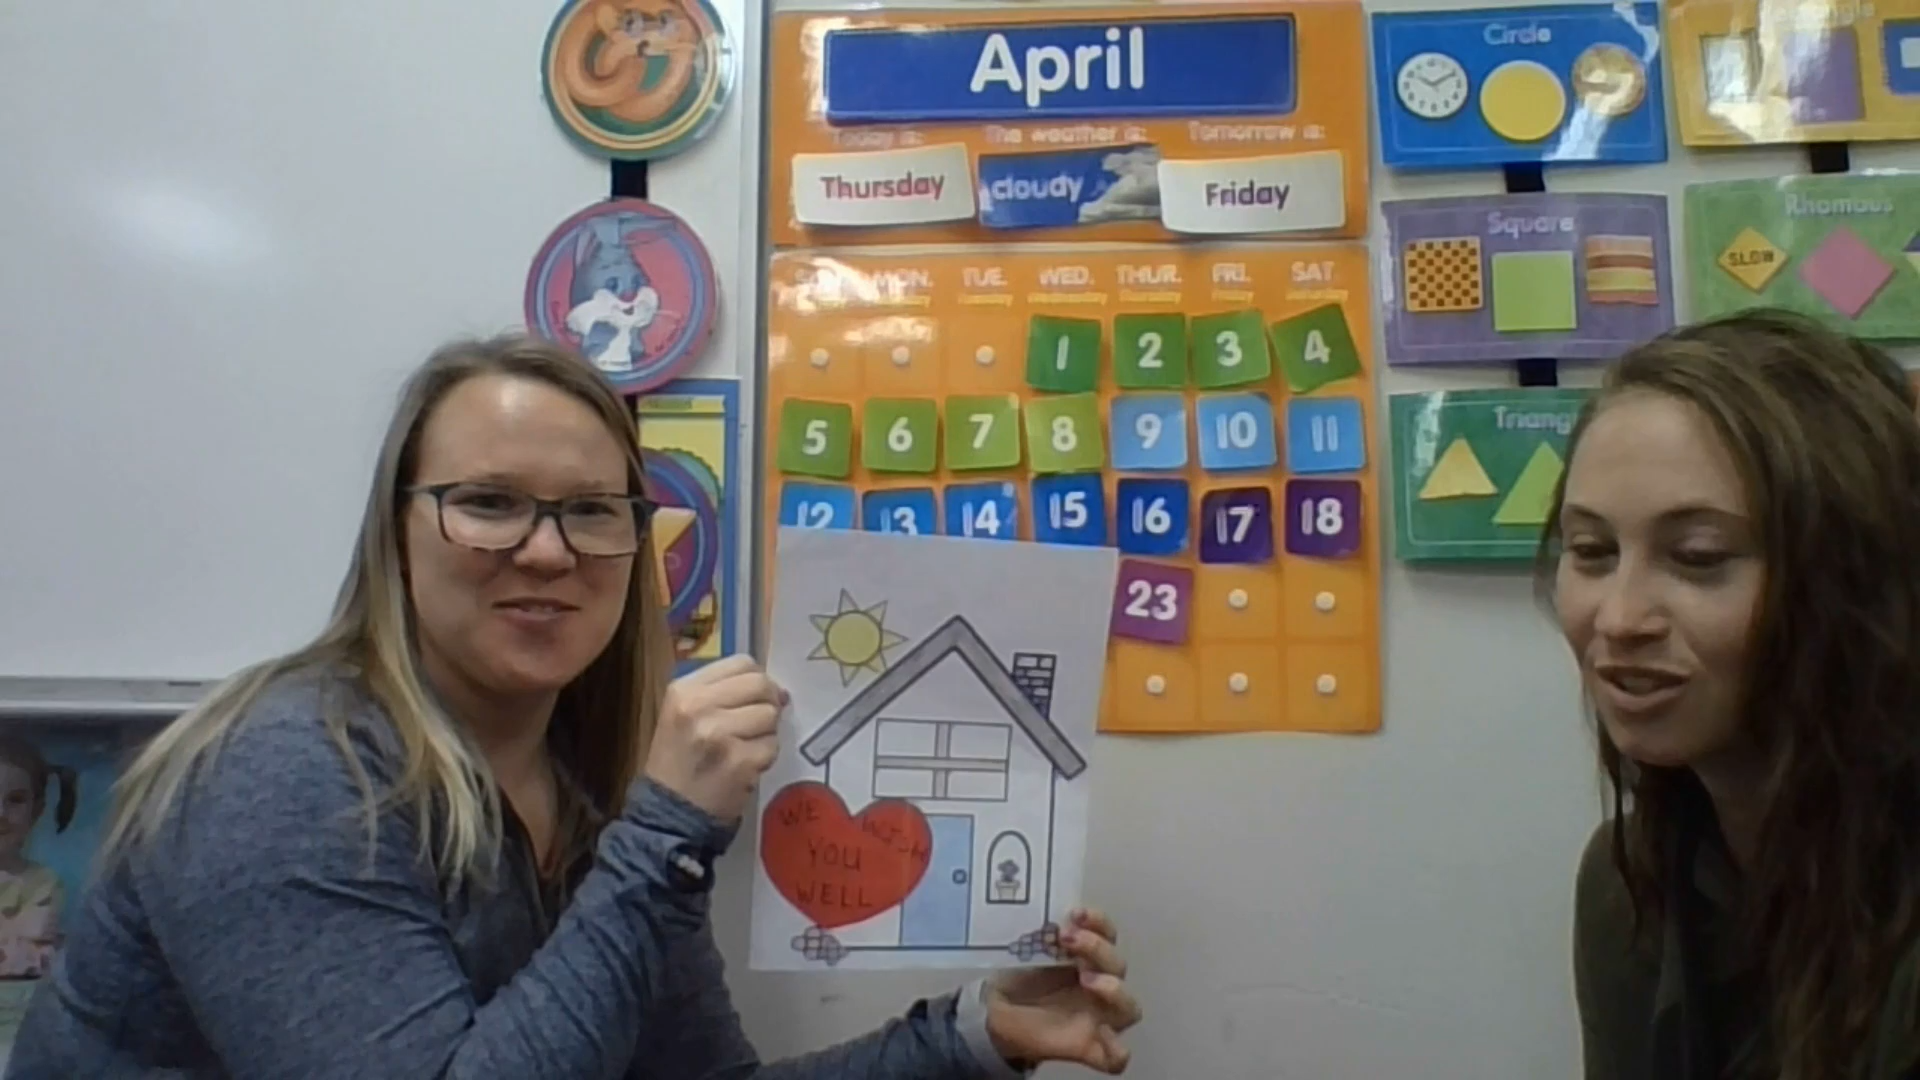 April
Today is: The weather is: Tomorrow is:
Thursday cloudy Friday
MON. TUE. WED. THUR. FRI. SAT.
1 2 3 4
5 6 7 8 9 10 11
12 13 14 15 16 17 18
23
WE WISH
YOU
WELL
Circle
Square
Rhombus
SLOW